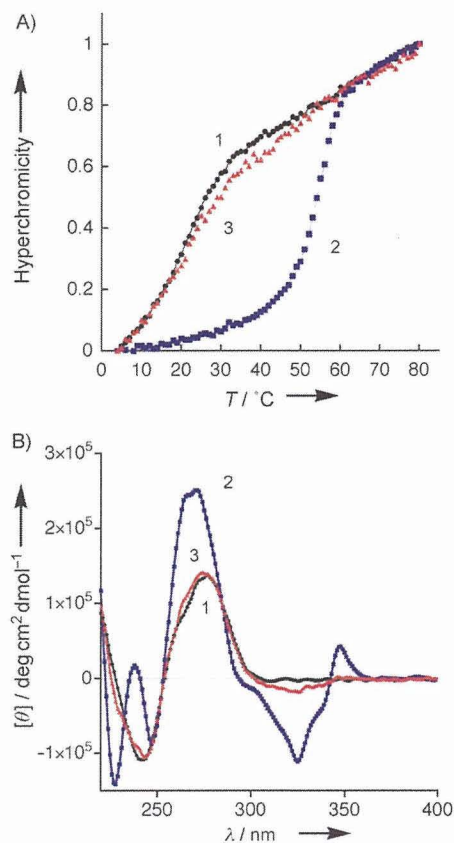 A)
Hyperchromicity
1
0.8
0.6
0.4
0.2
0
1
3
2
0 10 20 30 40 50 60 70 80
T / °C
B)
[θ] / deg cm² dmol⁻¹
3×10⁵
2×10⁵
1×10⁵
0
-1×10⁵
2
3
1
250 300 350 400
λ / nm